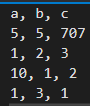 a, b, c
5, 5, 707
1, 2, 3
10, 1, 2
1, 3, 1